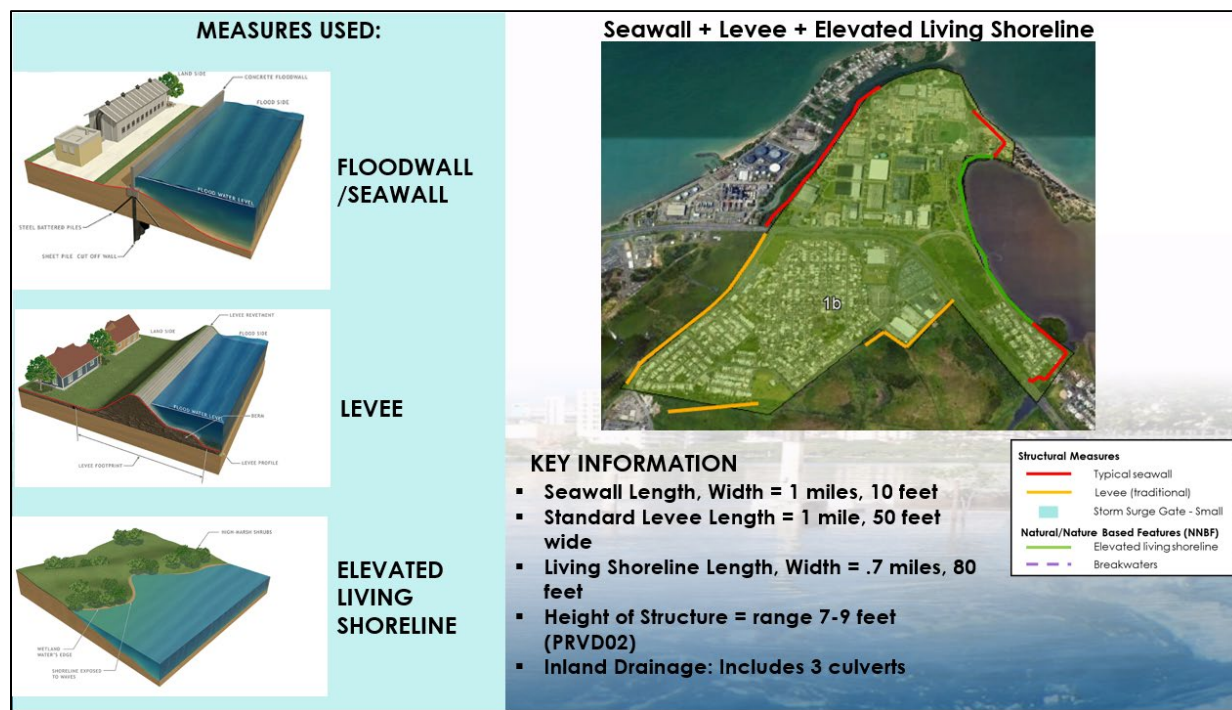 MEASURES USED:
LAND SIDE
CONCRETE FLOODWALL
FLOOD SIDE
FLOOD WATER LEVEL
STEEL BATTERED PILES
SHEET PILE CUT OFF WALL
FLOODWALL
/SEAWALL
LEVEE REVETMENT
LAND SIDE
FLOOD SIDE
FLOOD WATER LEVEL
BERM
LEVEE FOOTPRINT
LEVEE PROFILE
LEVEE
HIGH MARSH SHRUBS
WETLAND
WATER'S EDGE
SHORELINE EXPOSED
TO WAVES
ELEVATED
LIVING
SHORELINE
Seawall + Levee + Elevated Living Shoreline
1b
KEY INFORMATION
▪ Seawall Length, Width = 1 miles, 10 feet
▪ Standard Levee Length = 1 mile, 50 feet
wide
▪ Living Shoreline Length, Width = .7 miles, 80
feet
▪ Height of Structure = range 7-9 feet
(PRVD02)
▪ Inland Drainage: Includes 3 culverts
Structural Measures
Typical seawall
Levee (traditional)
Storm Surge Gate - Small
Natural/Nature Based Features (NNBF)
Elevated living shoreline
Breakwaters